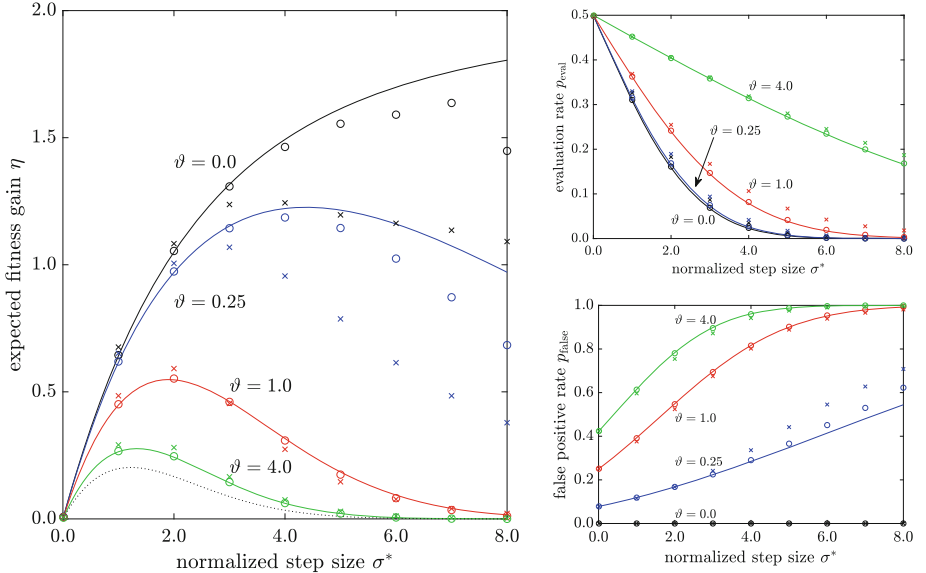 expected fitness gain η
2.0
1.5
1.0
0.5
0.0
ϑ = 0.0
ϑ = 0.25
ϑ = 1.0
ϑ = 4.0
0.0 2.0 4.0 6.0 8.0
normalized step size σ*
evaluation rate p_eval
0.5
0.4
0.3
0.2
0.1
0.0
ϑ = 4.0
ϑ = 0.25
ϑ = 1.0
ϑ = 0.0
0.0 2.0 4.0 6.0 8.0
normalized step size σ*
false positive rate p_false
1.0
0.8
0.6
0.4
0.2
0.0
ϑ = 4.0
ϑ = 1.0
ϑ = 0.25
ϑ = 0.0
0.0 2.0 4.0 6.0 8.0
normalized step size σ*